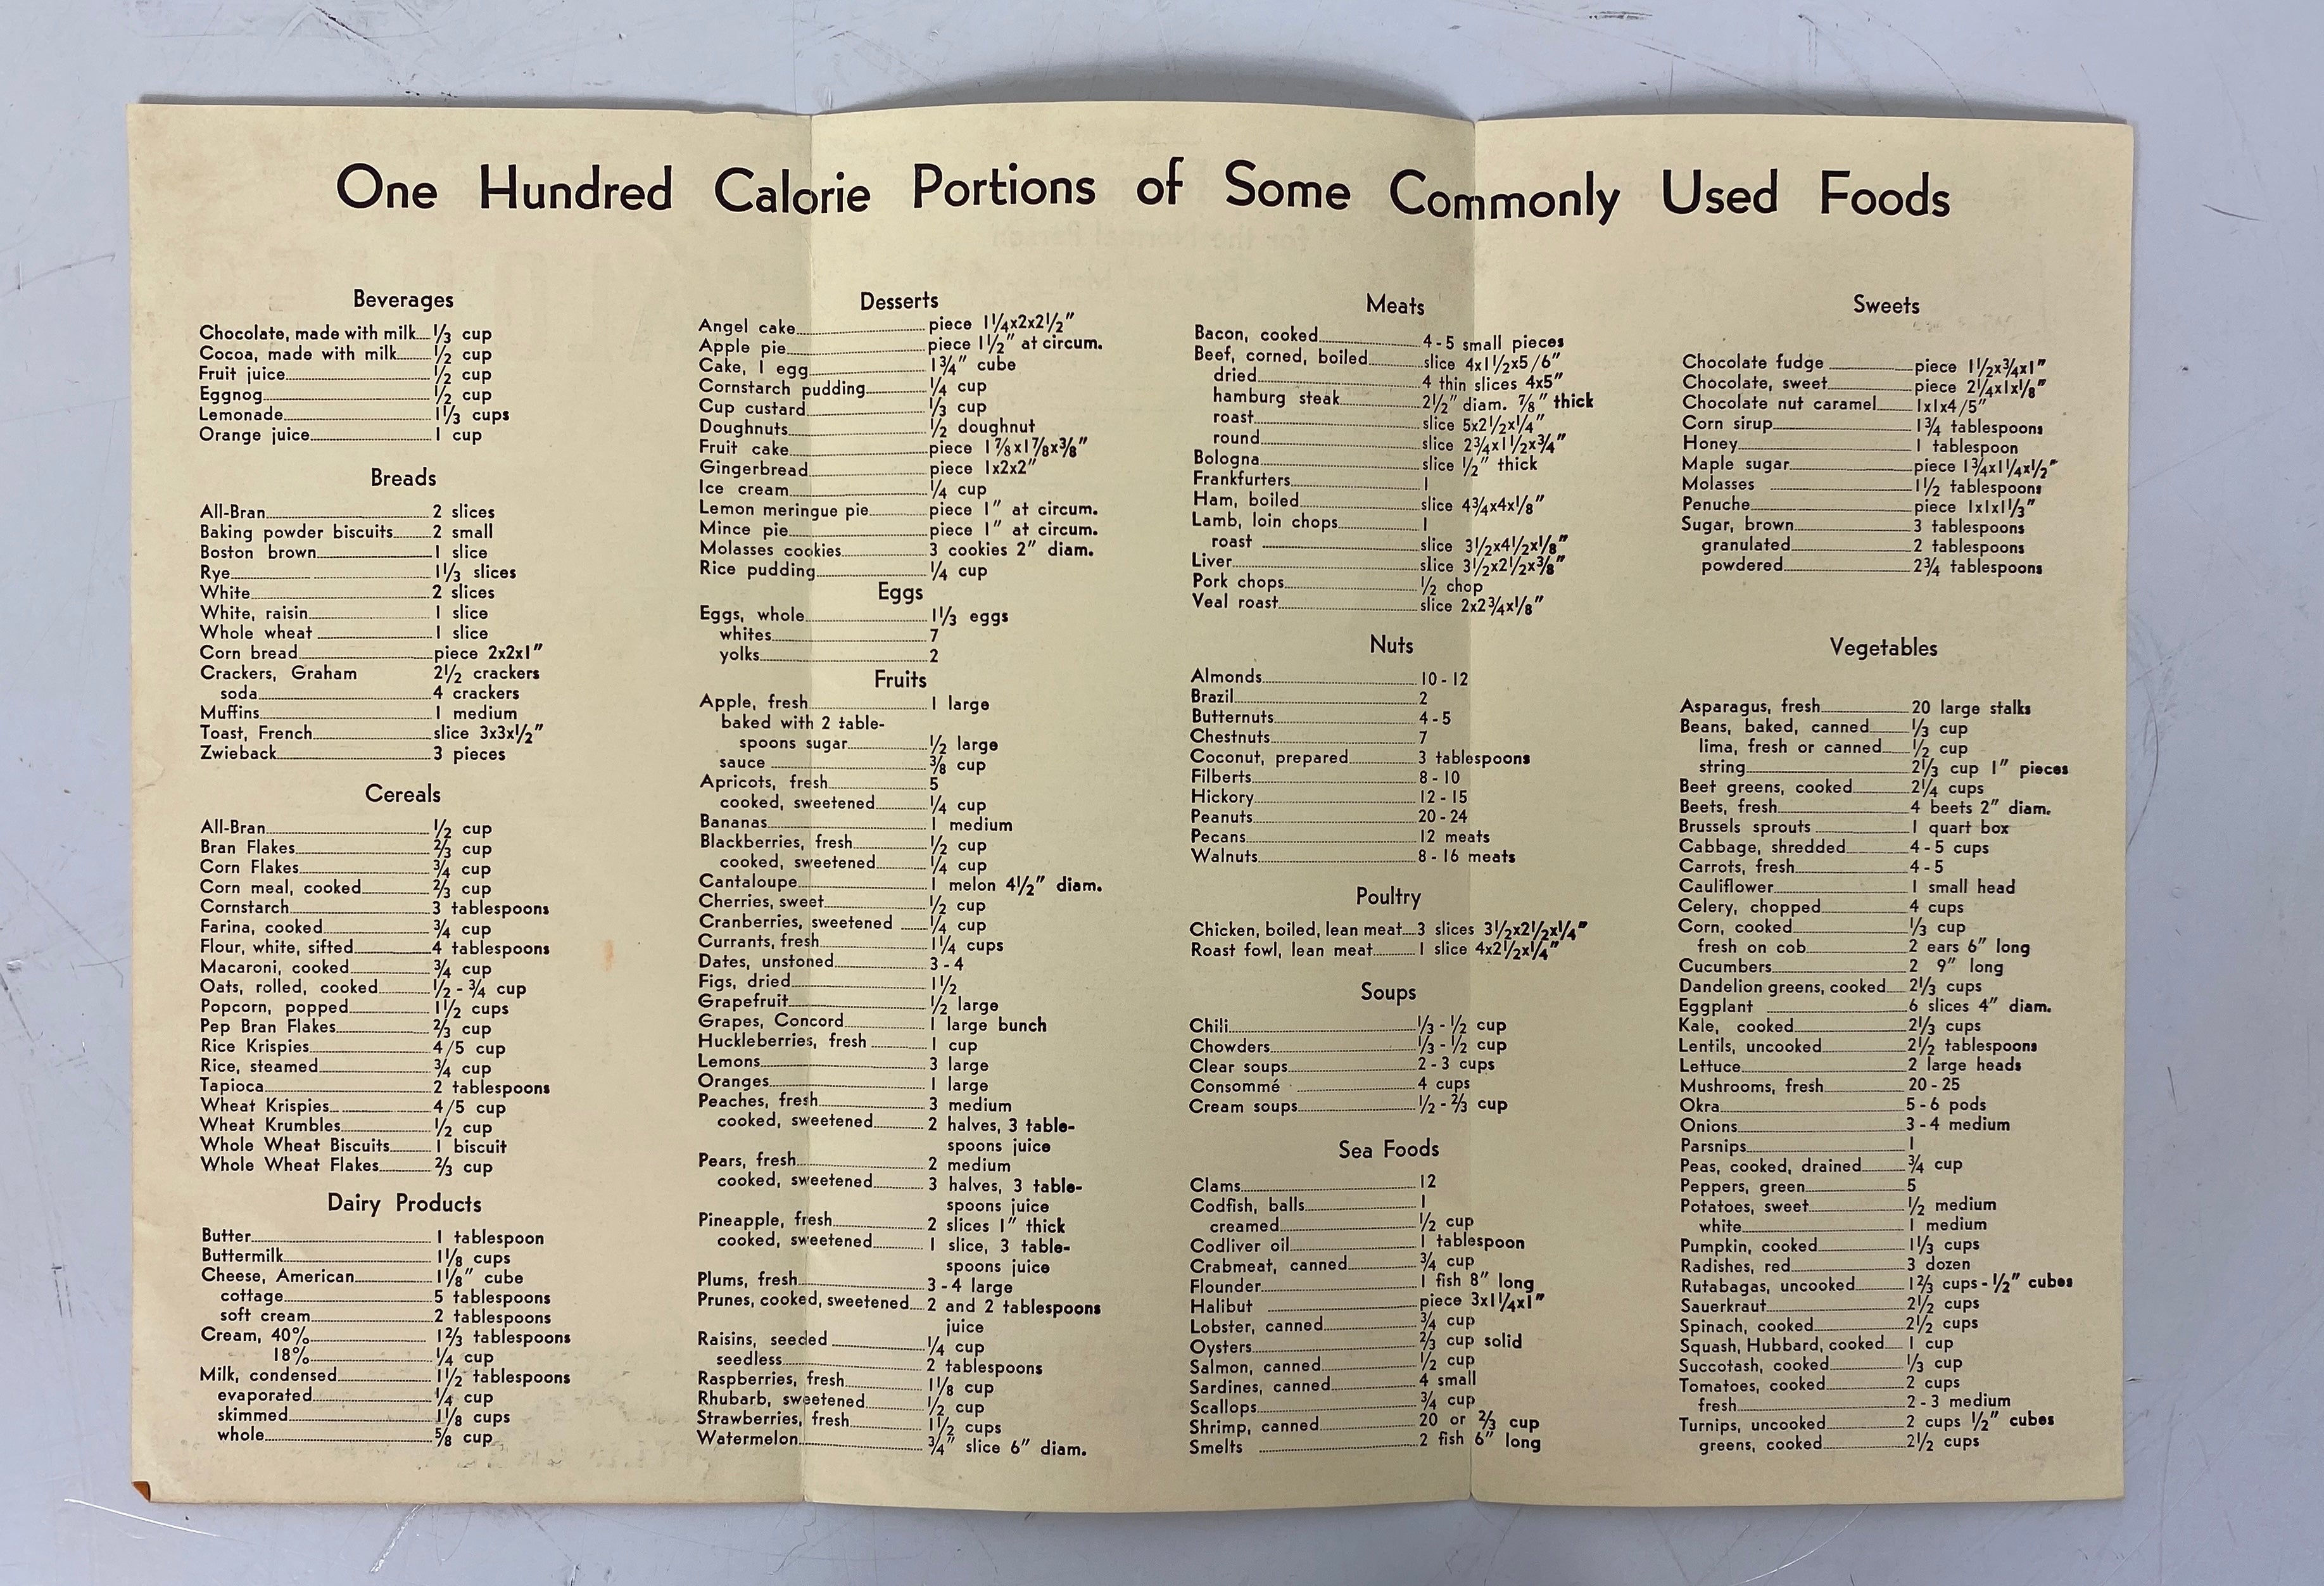 One Hundred Calorie Portions of Some Commonly Used Foods
Beverages
Chocolate, made with milk 1/3 cup
Cocoa, made with milk 1/2 cup
Fruit juice 1/2 cup
Eggnog 1/2 cup
Lemonade 1 1/3 cups
Orange juice 1 cup
Breads
All-Bran 2 slices
Baking powder biscuits 2 small
Boston brown 1 slice
Rye 1 1/3 slices
White 2 slices
White, raisin 1 slice
Whole wheat 1 slice
Corn bread piece 2x2x1"
Crackers, Graham 2 1/2 crackers
soda 4 crackers
Muffins 1 medium
Toast, French slice 3x3x1/2"
Zwieback 3 pieces
Cereals
All-Bran 1/2 cup
Bran Flakes 2/3 cup
Corn Flakes 3/4 cup
Corn meal, cooked 2/3 cup
Cornstarch 3 tablespoons
Farina, cooked 3/4 cup
Flour, white, sifted 4 tablespoons
Macaroni, cooked 3/4 cup
Oats, rolled, cooked 1/2 - 3/4 cup
Popcorn, popped 1 1/2 cups
Pep Bran Flakes 2/3 cup
Rice Krispies 4/5 cup
Rice, steamed 3/4 cup
Tapioca 2 tablespoons
Wheat Krispies 4/5 cup
Wheat Krumbles 1/2 cup
Whole Wheat Biscuits 1 biscuit
Whole Wheat Flakes 2/3 cup
Dairy Products
Butter 1 tablespoon
Buttermilk 1 1/8 cups
Cheese, American 1 1/8" cube
cottage 5 tablespoons
soft cream 2 tablespoons
Cream, 40% 1 2/3 tablespoons
18% 1/4 cup
Milk, condensed 1 1/2 tablespoons
evaporated 1/4 cup
skimmed 1 1/8 cups
whole 5/8 cup
Desserts
Angel cake piece 1 1/4x2x2 1/2"
Apple pie piece 1 1/2" at circum.
Cake, 1 egg 1 3/4" cube
Cornstarch pudding 1/4 cup
Cup custard 1/3 cup
Doughnuts 1/2 doughnut
Fruit cake piece 1 7/8x1 7/8x3/8"
Gingerbread piece 1x2x2"
Ice cream 1/4 cup
Lemon meringue pie piece 1" at circum.
Mince pie piece 1" at circum.
Molasses cookies 3 cookies 2" diam.
Rice pudding 1/4 cup
Eggs
Eggs, whole 1 1/3 eggs
whites 7
yolks 2
Fruits
Apple, fresh 1 large
baked with 2 table-
spoons sugar 1/2 large
sauce 3/8 cup
Apricots, fresh 5
cooked, sweetened 1/4 cup
Bananas 1 medium
Blackberries, fresh 1/2 cup
cooked, sweetened 1/4 cup
Cantaloupe 1 melon 4 1/2" diam.
Cherries, sweet 1/2 cup
Cranberries, sweetened 1/4 cup
Currants, fresh 1 1/4 cups
Dates, unstoned 3 - 4
Figs, dried 1 1/2
Grapefruit 1/2 large
Grapes, Concord 1 large bunch
Huckleberries, fresh 1 cup
Lemons 3 large
Oranges 1 large
Peaches, fresh 3 medium
cooked, sweetened 2 halves, 3 table-
spoons juice
Pears, fresh 2 medium
cooked, sweetened 3 halves, 3 table-
spoons juice
Pineapple, fresh 2 slices 1" thick
cooked, sweetened 1 slice, 3 table-
spoons juice
Plums, fresh 3 - 4 large
Prunes, cooked, sweetened 2 and 2 tablespoons
juice
Raisins, seeded 1/4 cup
seedless 2 tablespoons
Raspberries, fresh 1 1/8 cup
Rhubarb, sweetened 1/2 cup
Strawberries, fresh 1 1/2 cups
Watermelon 3/4" slice 6" diam.
Meats
Bacon, cooked 4 - 5 small pieces
Beef, corned, boiled slice 4x1 1/2x5/6"
dried 4 thin slices 4x5"
hamburg steak 2 1/2" diam. 7/8" thick
roast slice 5x2 1/2x1/4"
round slice 2 3/4x1 1/2x3/4"
Bologna slice 1/2" thick
Frankfurters 1
Ham, boiled slice 4 3/4x4x1/8"
Lamb, loin chops 1
roast slice 3 1/2x4 1/2x1/8"
Liver slice 3 1/2x2 1/2x3/8"
Pork chops 1/2 chop
Veal roast slice 2x2 3/4x1/8"
Nuts
Almonds 10 - 12
Brazil 2
Butternuts 4 - 5
Chestnuts 7
Coconut, prepared 3 tablespoons
Filberts 8 - 10
Hickory 12 - 15
Peanuts 20 - 24
Pecans 12 meats
Walnuts 8 - 16 meats
Poultry
Chicken, boiled, lean meat 3 slices 3 1/2x2 1/2x1/4"
Roast fowl, lean meat 1 slice 4x2 1/2x1/4"
Soups
Chili 1/3 - 1/2 cup
Chowders 1/3 - 1/2 cup
Clear soups 2 - 3 cups
Consommé 4 cups
Cream soups 1/2 - 2/3 cup
Sea Foods
Clams 12
Codfish, balls 1
creamed 1/2 cup
Codliver oil 1 tablespoon
Crabmeat, canned 3/4 cup
Flounder 1 fish 8" long
Halibut piece 3x1 1/4x1"
Lobster, canned 3/4 cup
Oysters 2/3 cup solid
Salmon, canned 1/2 cup
Sardines, canned 4 small
Scallops 3/4 cup
Shrimp, canned 20 or 2/3 cup
Smelts 2 fish 6" long
Sweets
Chocolate fudge piece 1 1/2x3/4x1"
Chocolate, sweet piece 2 1/4x1x1/8"
Chocolate nut caramel 1x1x4/5"
Corn sirup 1 3/4 tablespoons
Honey 1 tablespoon
Maple sugar piece 1 3/4x1 1/4x1/2"
Molasses 1 1/2 tablespoons
Penuche piece 1x1x1 1/3"
Sugar, brown 3 tablespoons
granulated 2 tablespoons
powdered 2 3/4 tablespoons
Vegetables
Asparagus, fresh 20 large stalks
Beans, baked, canned 1/3 cup
lima, fresh or canned 1/2 cup
string 2 1/3 cup 1" pieces
Beet greens, cooked 2 1/4 cups
Beets, fresh 4 beets 2" diam.
Brussels sprouts 1 quart box
Cabbage, shredded 4 - 5 cups
Carrots, fresh 4 - 5
Cauliflower 1 small head
Celery, chopped 4 cups
Corn, cooked 1/3 cup
fresh on cob 2 ears 6" long
Cucumbers 2 9" long
Dandelion greens, cooked 2 1/3 cups
Eggplant 6 slices 4" diam.
Kale, cooked 2 1/3 cups
Lentils, uncooked 2 1/2 tablespoons
Lettuce 2 large heads
Mushrooms, fresh 20 - 25
Okra 5 - 6 pods
Onions 3 - 4 medium
Parsnips 1
Peas, cooked, drained 3/4 cup
Peppers, green 5
Potatoes, sweet 1/2 medium
white 1 medium
Pumpkin, cooked 1 1/3 cups
Radishes, red 3 dozen
Rutabagas, uncooked 1 2/3 cups - 1/2" cubes
Sauerkraut 2 1/2 cups
Spinach, cooked 2 1/2 cups
Squash, Hubbard, cooked 1 cup
Succotash, cooked 1/3 cup
Tomatoes, cooked 2 cups
fresh 2 - 3 medium
Turnips, uncooked 2 cups 1/2" cubes
greens, cooked 2 1/2 cups